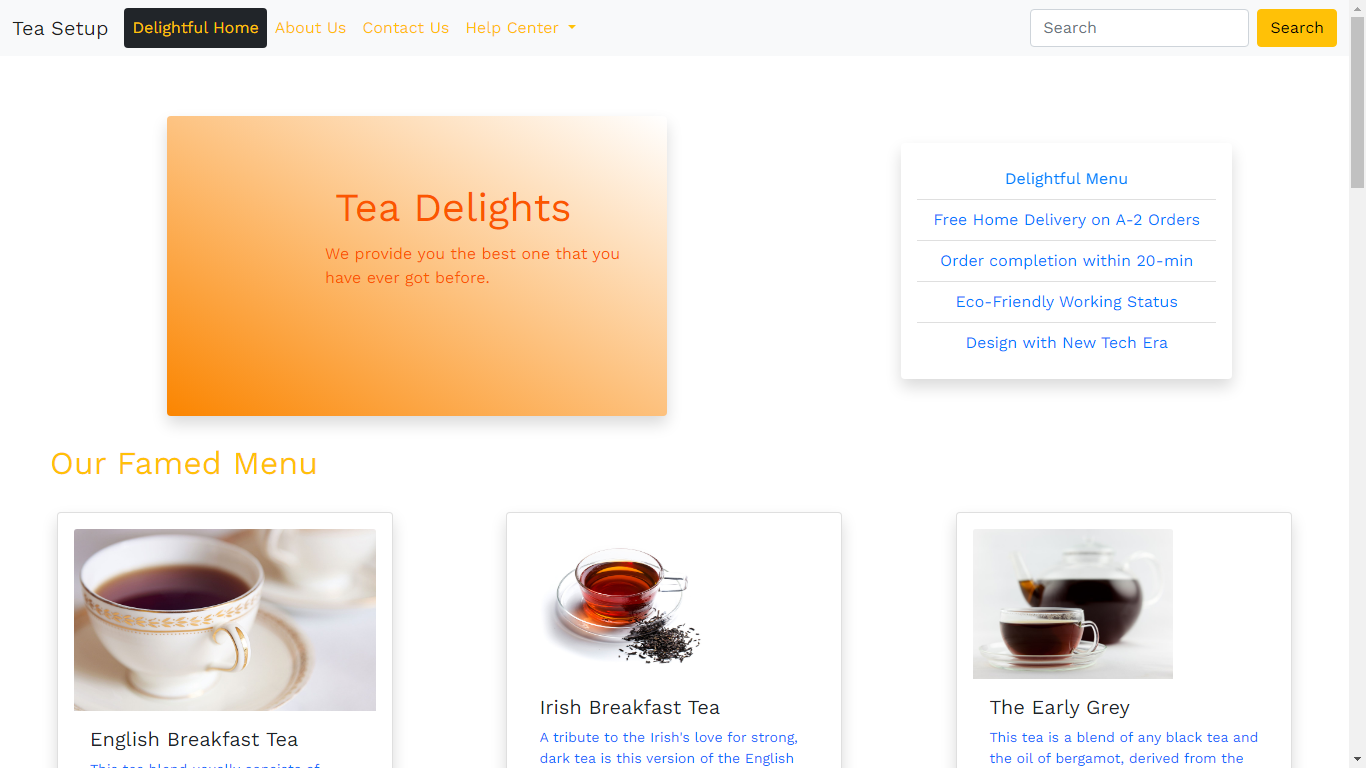 Tea Setup
Delightful Home
About Us
Contact Us
Help Center
Search
Search
Tea Delights
We provide you the best one that you
have ever got before.
Delightful Menu
Free Home Delivery on A-2 Orders
Order completion within 20-min
Eco-Friendly Working Status
Design with New Tech Era
Our Famed Menu
English Breakfast Tea
This tea blend usually consists of
Irish Breakfast Tea
A tribute to the Irish's love for strong,
dark tea is this version of the English
The Early Grey
This tea is a blend of any black tea and
the oil of bergamot, derived from the